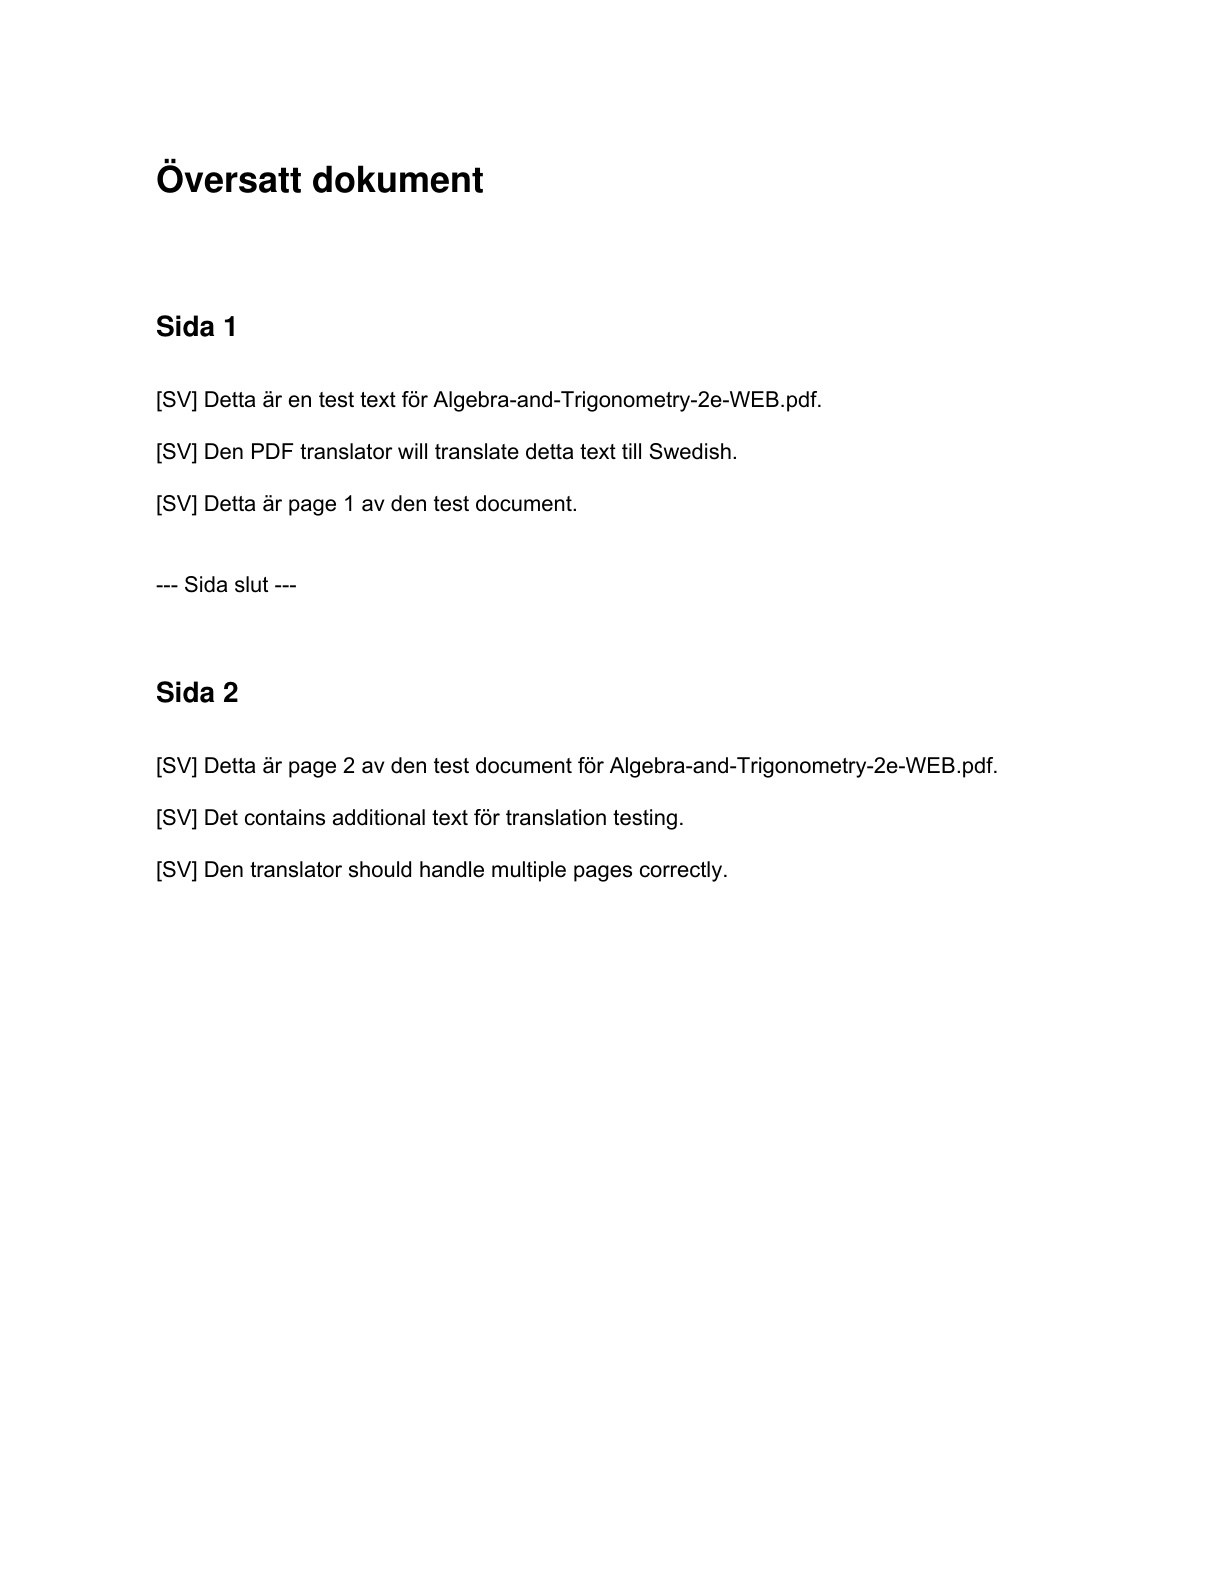 Översatt dokument
Sida 1
[SV] Detta är en test text för Algebra-and-Trigonometry-2e-WEB.pdf.
[SV] Den PDF translator will translate detta text till Swedish.
[SV] Detta är page 1 av den test document.
--- Sida slut ---
Sida 2
[SV] Detta är page 2 av den test document för Algebra-and-Trigonometry-2e-WEB.pdf.
[SV] Det contains additional text för translation testing.
[SV] Den translator should handle multiple pages correctly.